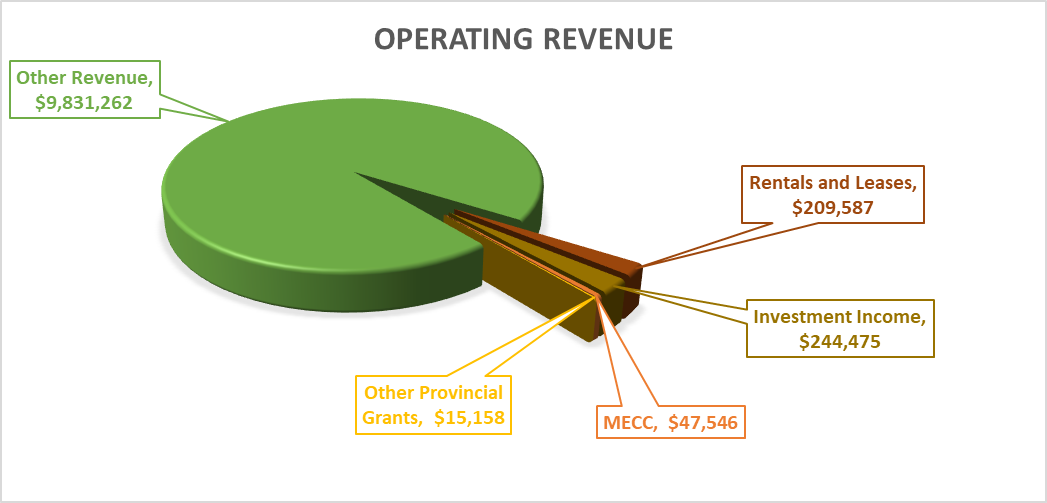 OPERATING REVENUE
Other Revenue,
$9,831,262
Rentals and Leases,
$209,587
Investment Income,
$244,475
Other Provincial
Grants,  $15,158
MECC,  $47,546